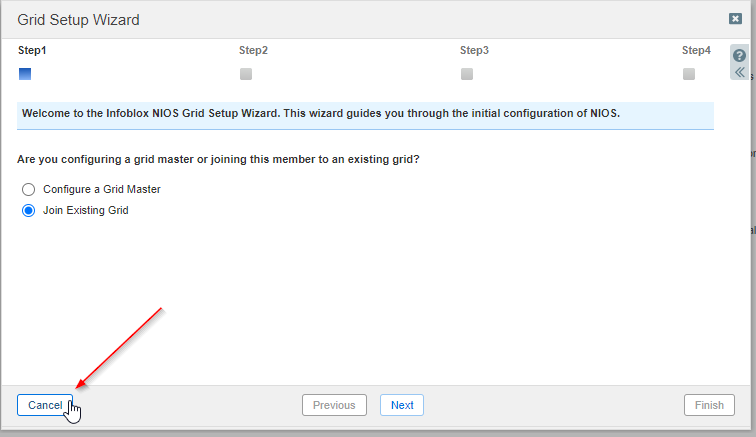 Grid Setup Wizard
Step1 Step2 Step3 Step4
Welcome to the Infoblox NIOS Grid Setup Wizard. This wizard guides you through the initial configuration of NIOS.
Are you configuring a grid master or joining this member to an existing grid?
Configure a Grid Master
Join Existing Grid
Cancel Previous Next Finish